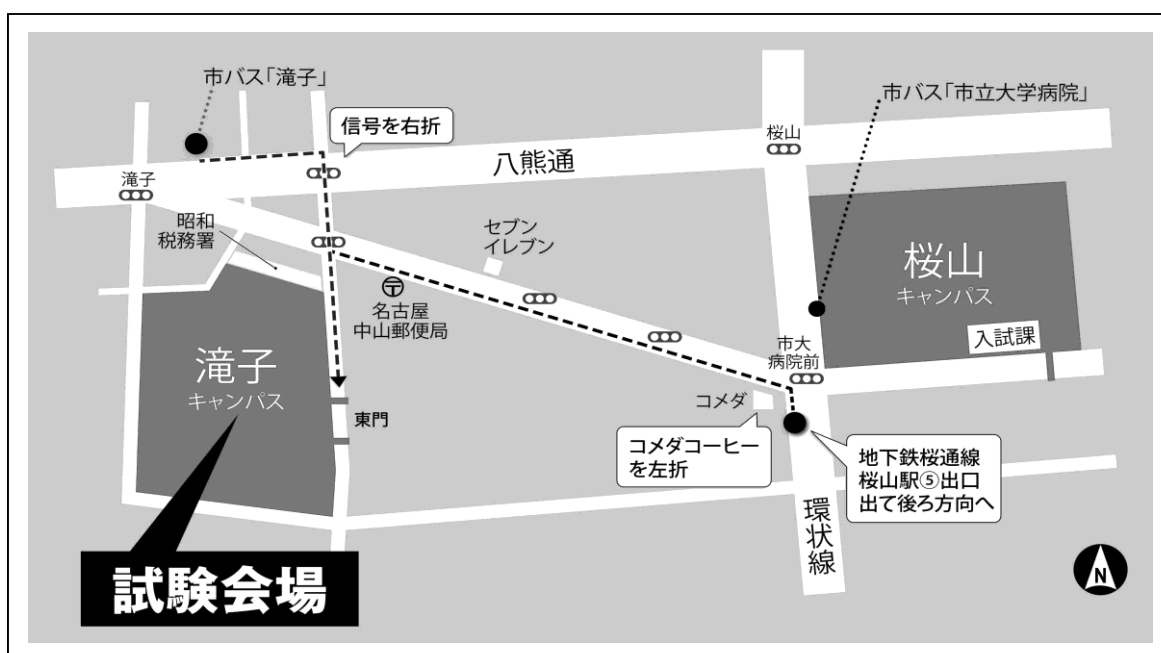 市バス「滝子」
信号を右折
市バス「市立大学病院」
桜山
八熊通
滝子
昭和
税務署
セブン
イレブン
桜山
キャンパス
〒
名古屋
中山郵便局
入試課
市大
病院前
滝子
キャンパス
コメダ
東門
コメダコーヒー
を左折
地下鉄桜通線
桜山駅⑤出口
出て後ろ方向へ
環状線
試験会場
N